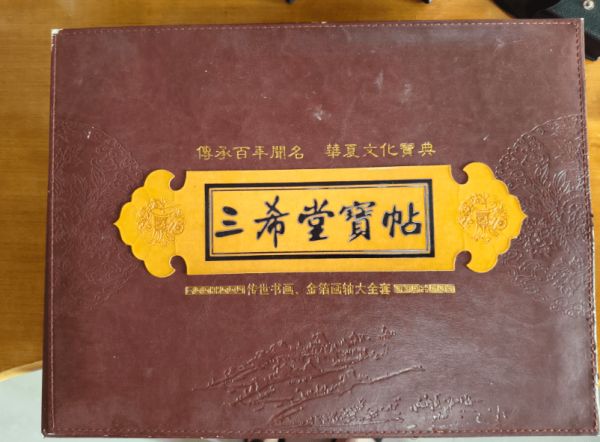 傳承百年聞名 華夏文化寶典
三希堂寶帖
传世书画、金箔画轴大全套